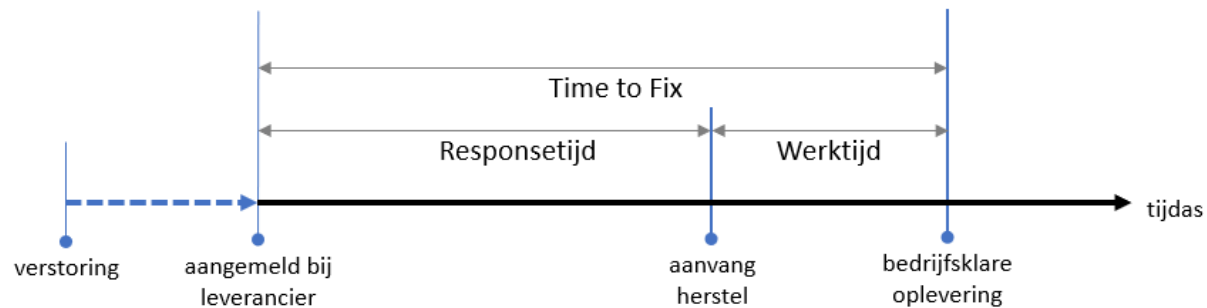 Time to Fix
Responsetijd
Werktijd
tijdas
verstoring
aangemeld bij
leverancier
aanvang
herstel
bedrijfsklare
oplevering